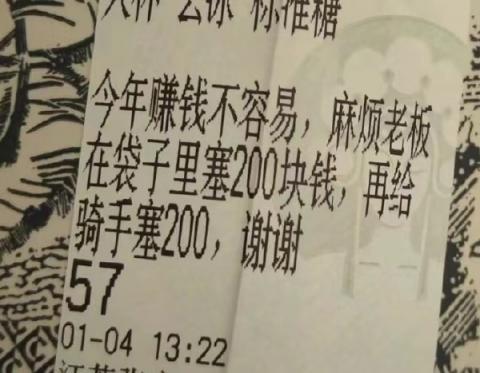 大杯 去冰 标准糖
今年赚钱不容易，麻烦老板
在袋子里塞200块钱，再给
骑手塞200，谢谢
57
01-04 13:22